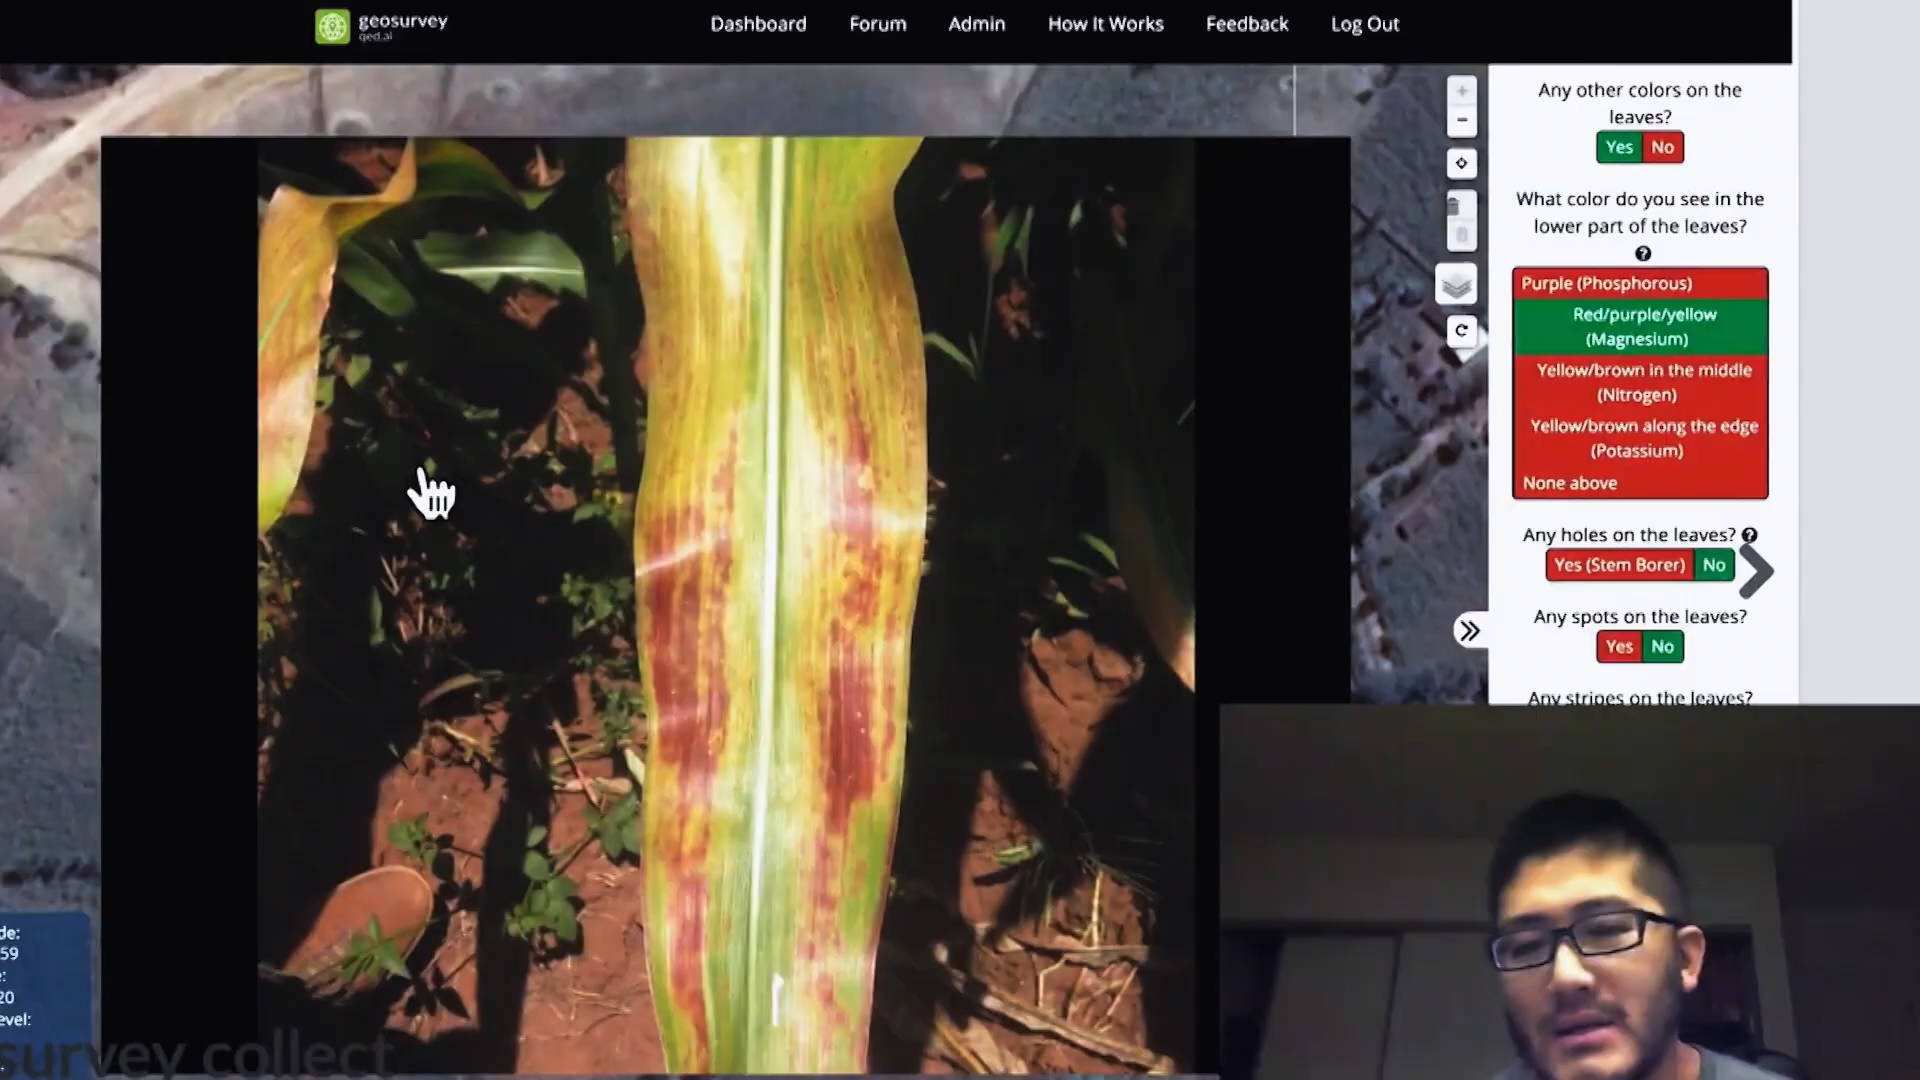 geosurvey
qed.ai
Dashboard
Forum
Admin
How It Works
Feedback
Log Out
Any other colors on the
leaves?
Yes No
What color do you see in the
lower part of the leaves?
Purple (Phosphorous)
Red/purple/yellow
(Magnesium)
Yellow/brown in the middle
(Nitrogen)
Yellow/brown along the edge
(Potassium)
None above
Any holes on the leaves?
Yes (Stem Borer) No
Any spots on the leaves?
Yes No
Any stripes on the leaves?
de:
59
e:
20
evel:
survey collect